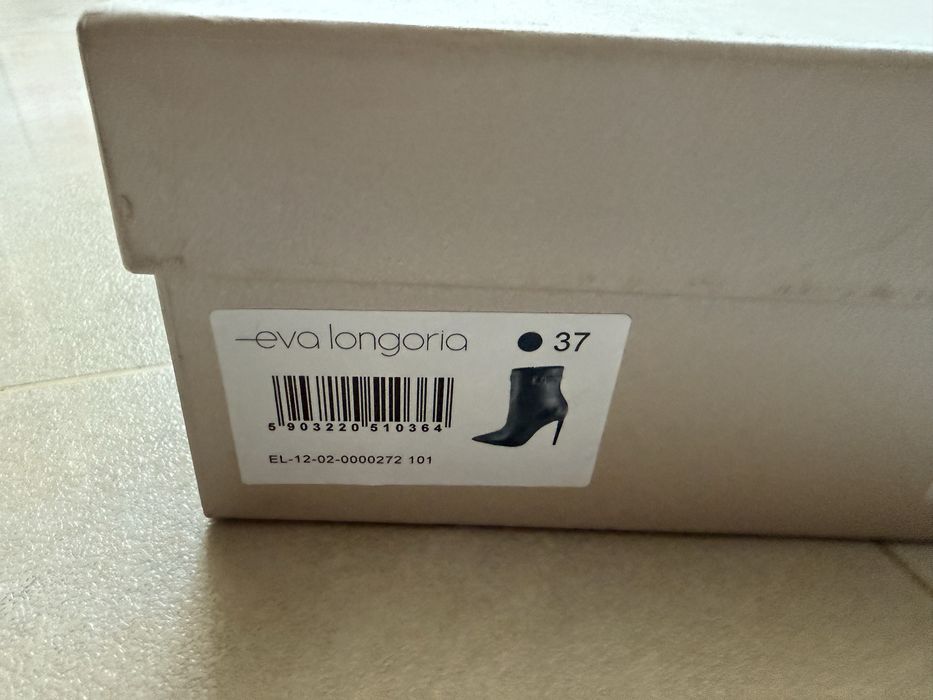 eva longoria
37
5 903220 510364
EL-12-02-0000272 101